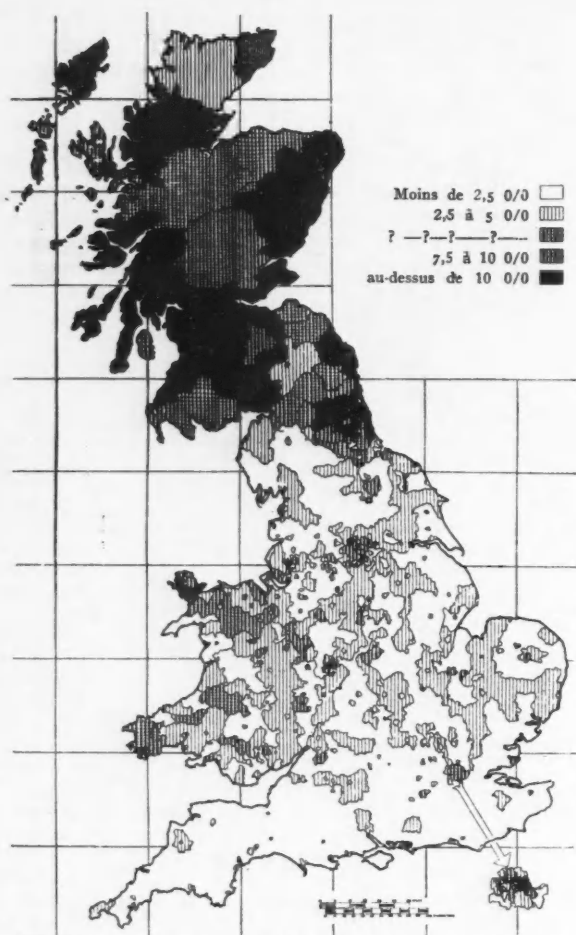 Moins de 2,5 0/0
2,5 à 5 0/0
? —?—?——?——
7,5 à 10 0/0
au-dessus de 10 0/0